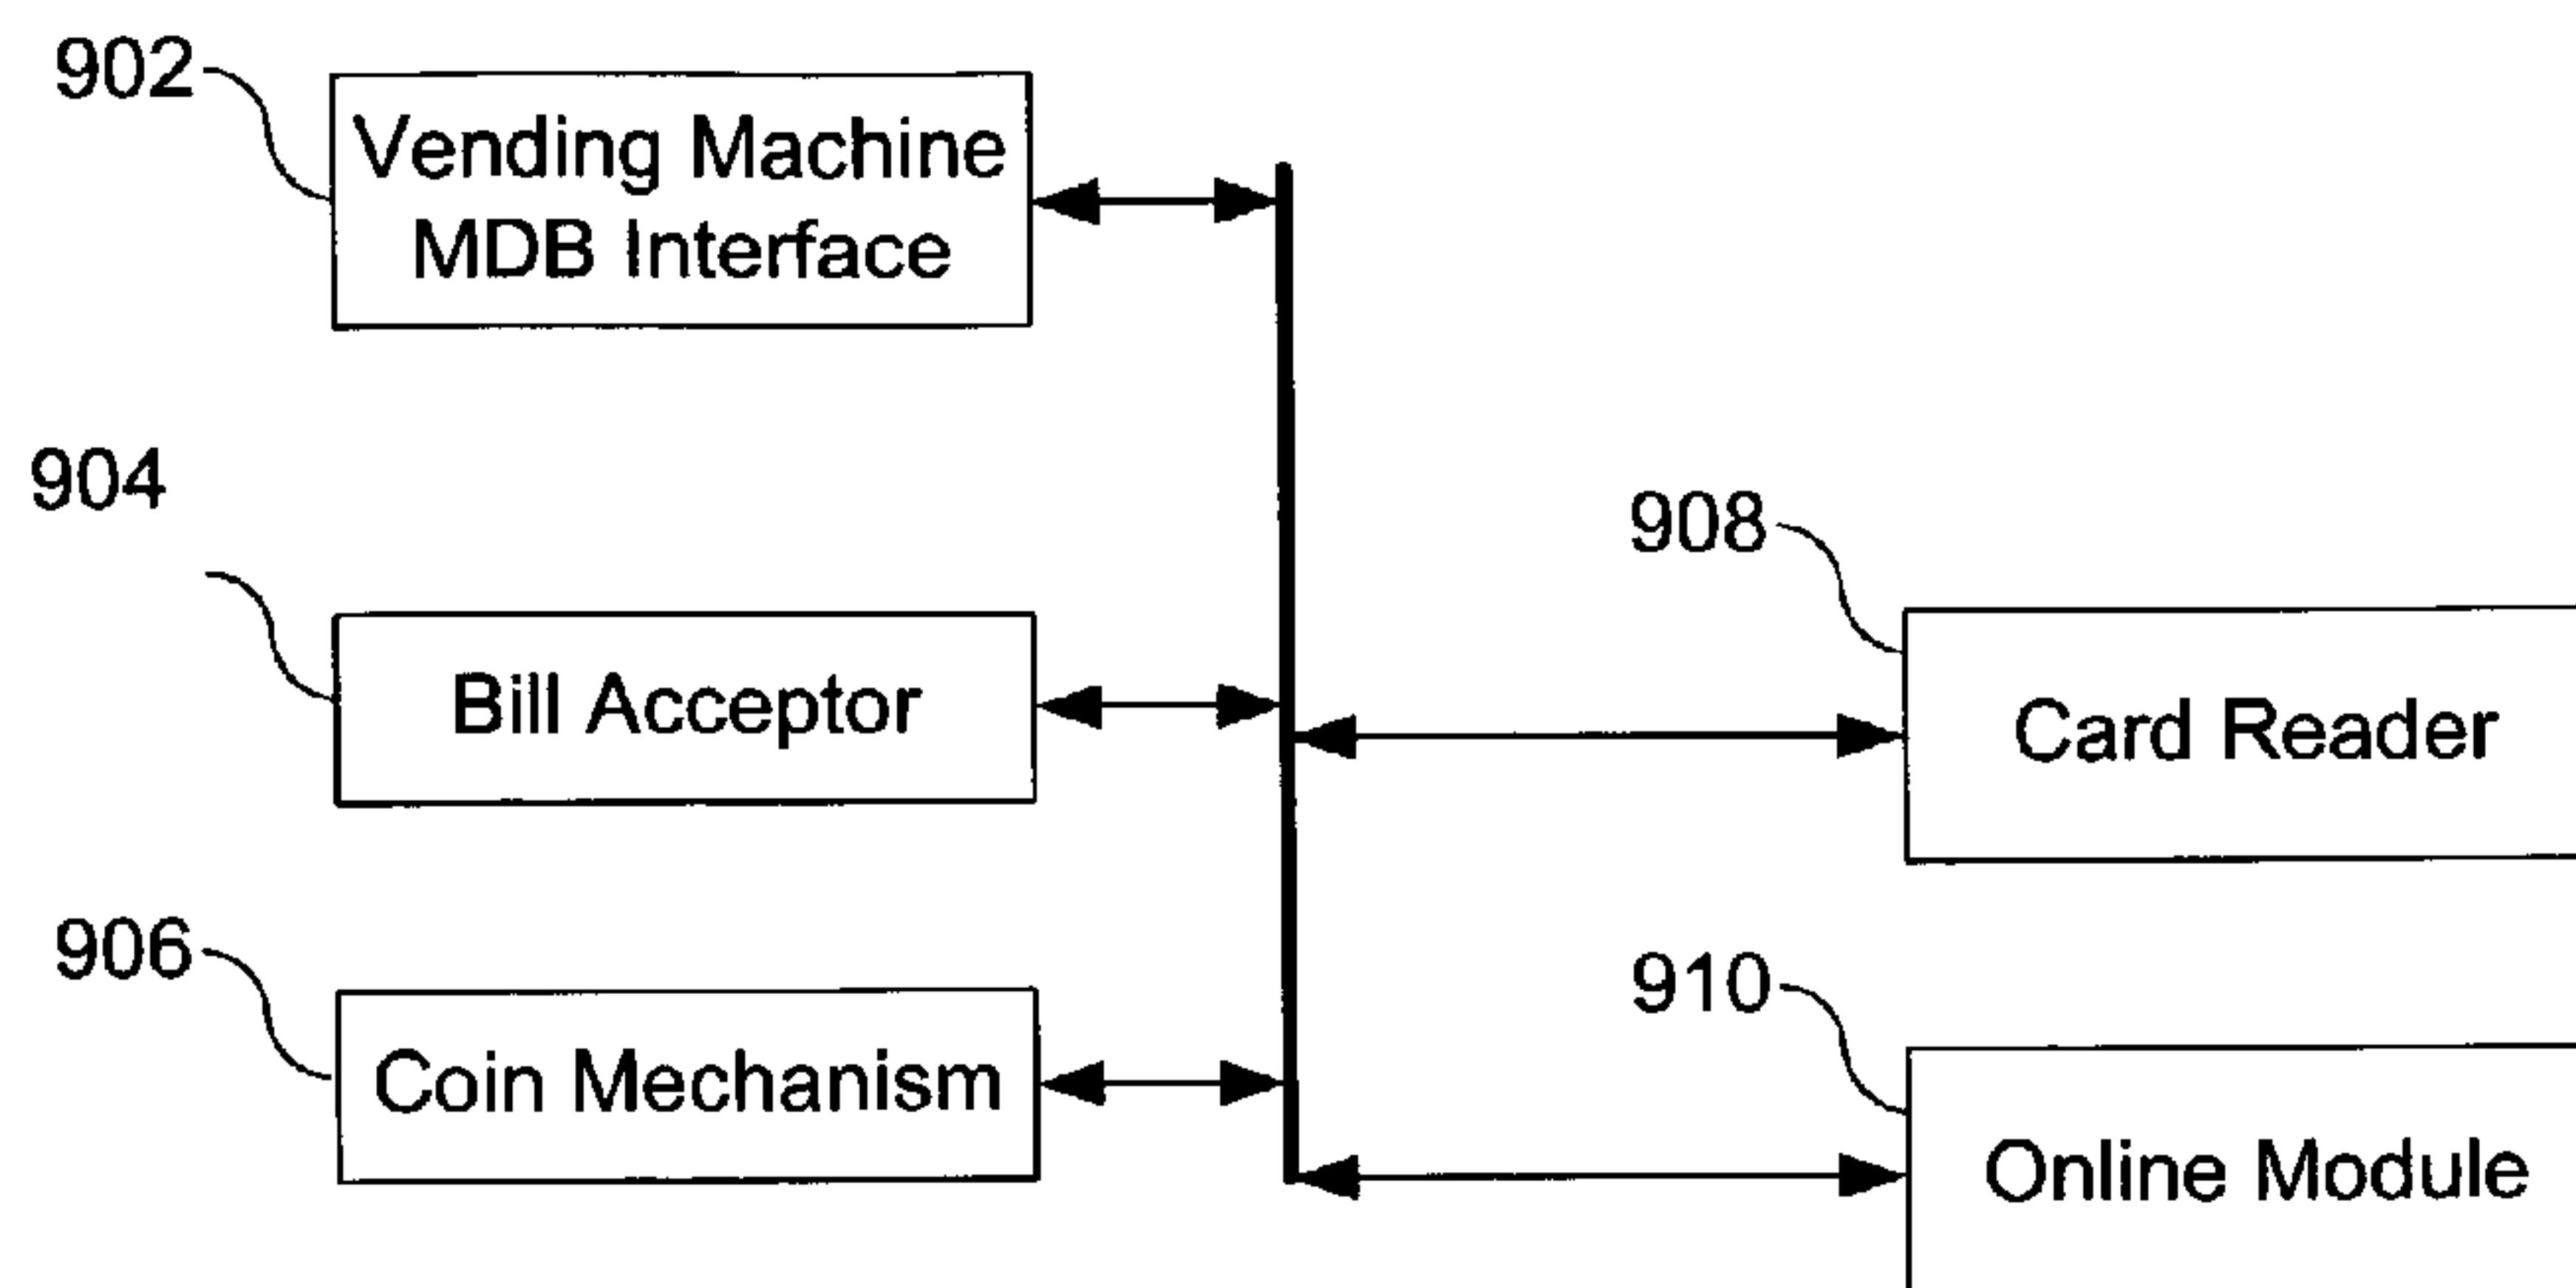 902
Vending Machine
MDB Interface
904
908
Bill Acceptor
Card Reader
906
910
Coin Mechanism
Online Module